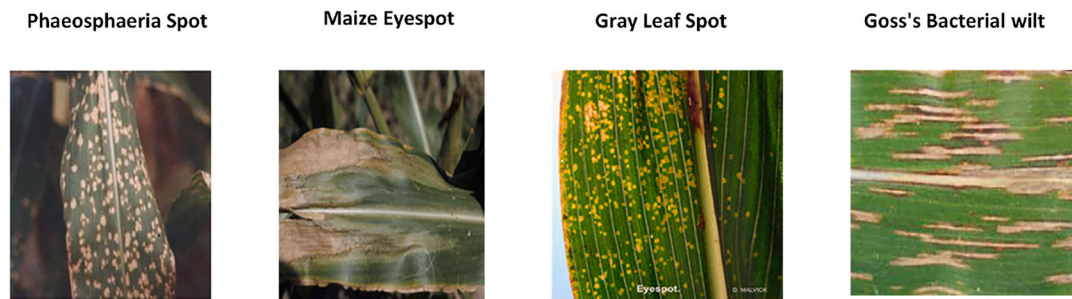 Phaeosphaeria Spot
Maize Eyespot
Gray Leaf Spot
Goss's Bacterial wilt
Eyespot.
D. MALVICK